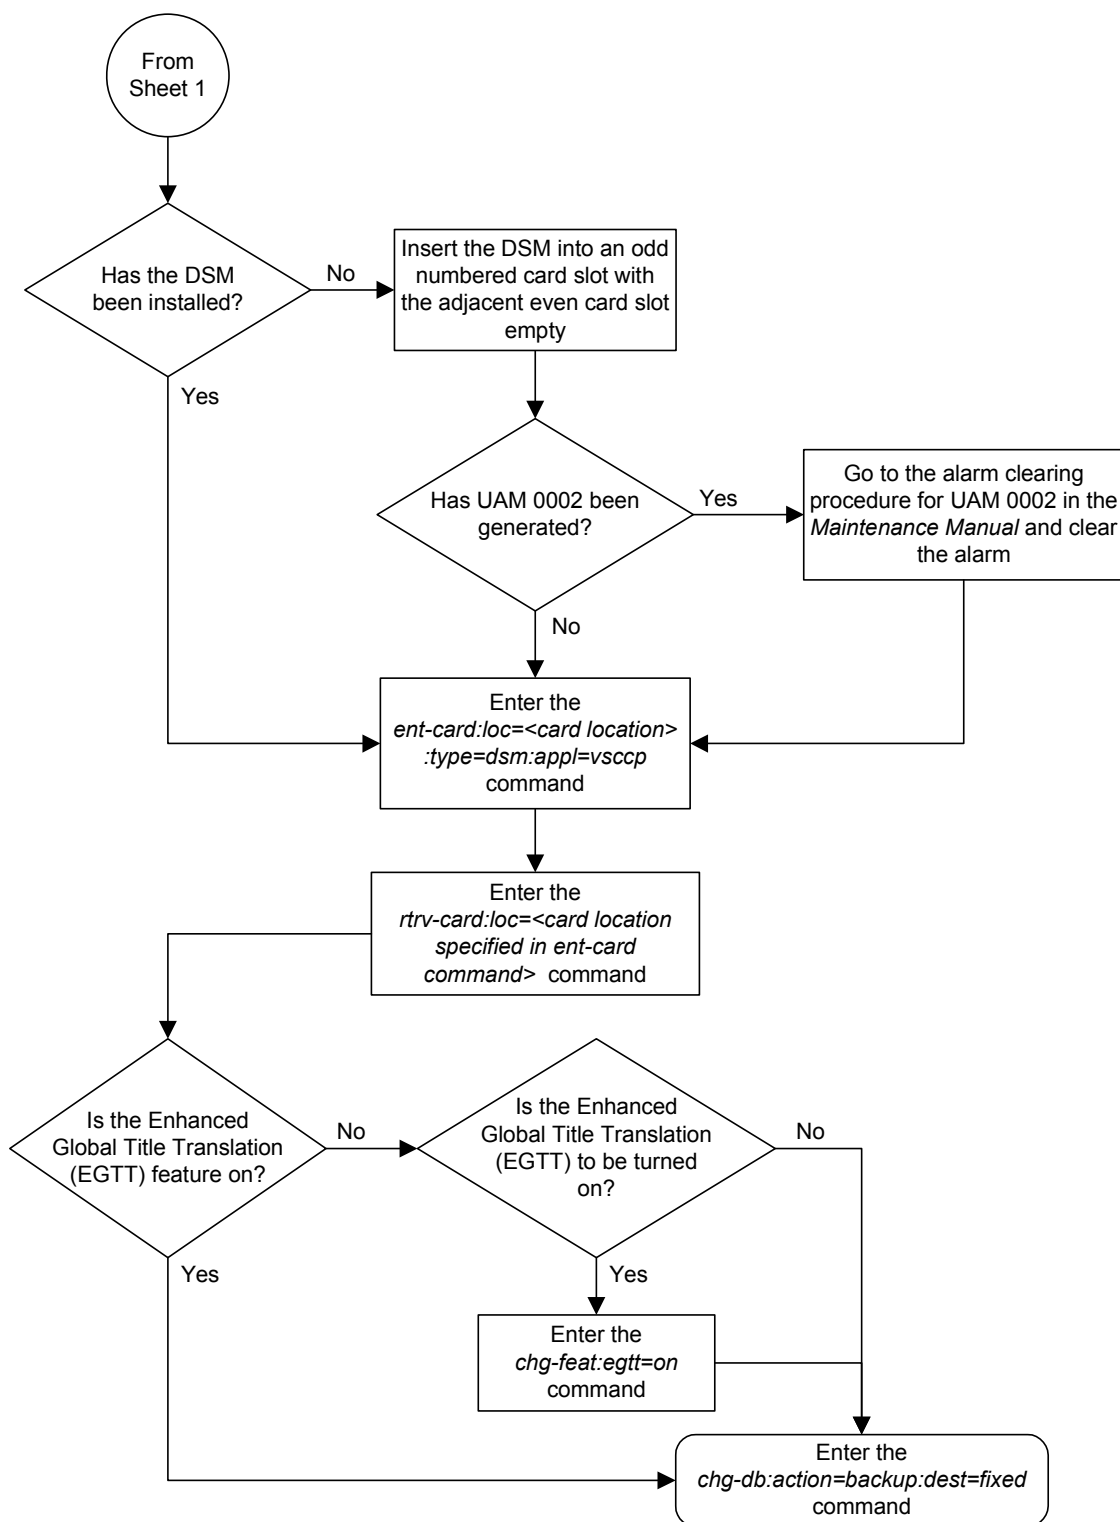 From
Sheet 1
Has the DSM
been installed?
No
Insert the DSM into an odd
numbered card slot with
the adjacent even card slot
empty
Yes
Has UAM 0002 been
generated?
Yes
Go to the alarm clearing
procedure for UAM 0002 in the
Maintenance Manual and clear
the alarm
No
Enter the
ent-card:loc=<card location>
:type=dsm:appl=vsccp
command
Enter the
rtrv-card:loc=<card location
specified in ent-card
command> command
Is the Enhanced
Global Title Translation
(EGTT) feature on?
No
Is the Enhanced
Global Title Translation
(EGTT) to be turned
on?
No
Yes
Yes
Enter the
chg-feat:egtt=on
command
Enter the
chg-db:action=backup:dest=fixed
command